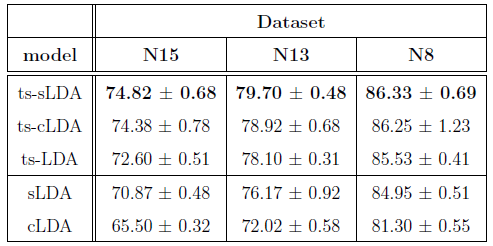 Dataset
model N15 N13 N8
ts-sLDA 74.82 ± 0.68 79.70 ± 0.48 86.33 ± 0.69
ts-cLDA 74.38 ± 0.78 78.92 ± 0.68 86.25 ± 1.23
ts-LDA 72.60 ± 0.51 78.10 ± 0.31 85.53 ± 0.41
sLDA 70.87 ± 0.48 76.17 ± 0.92 84.95 ± 0.51
cLDA 65.50 ± 0.32 72.02 ± 0.58 81.30 ± 0.55